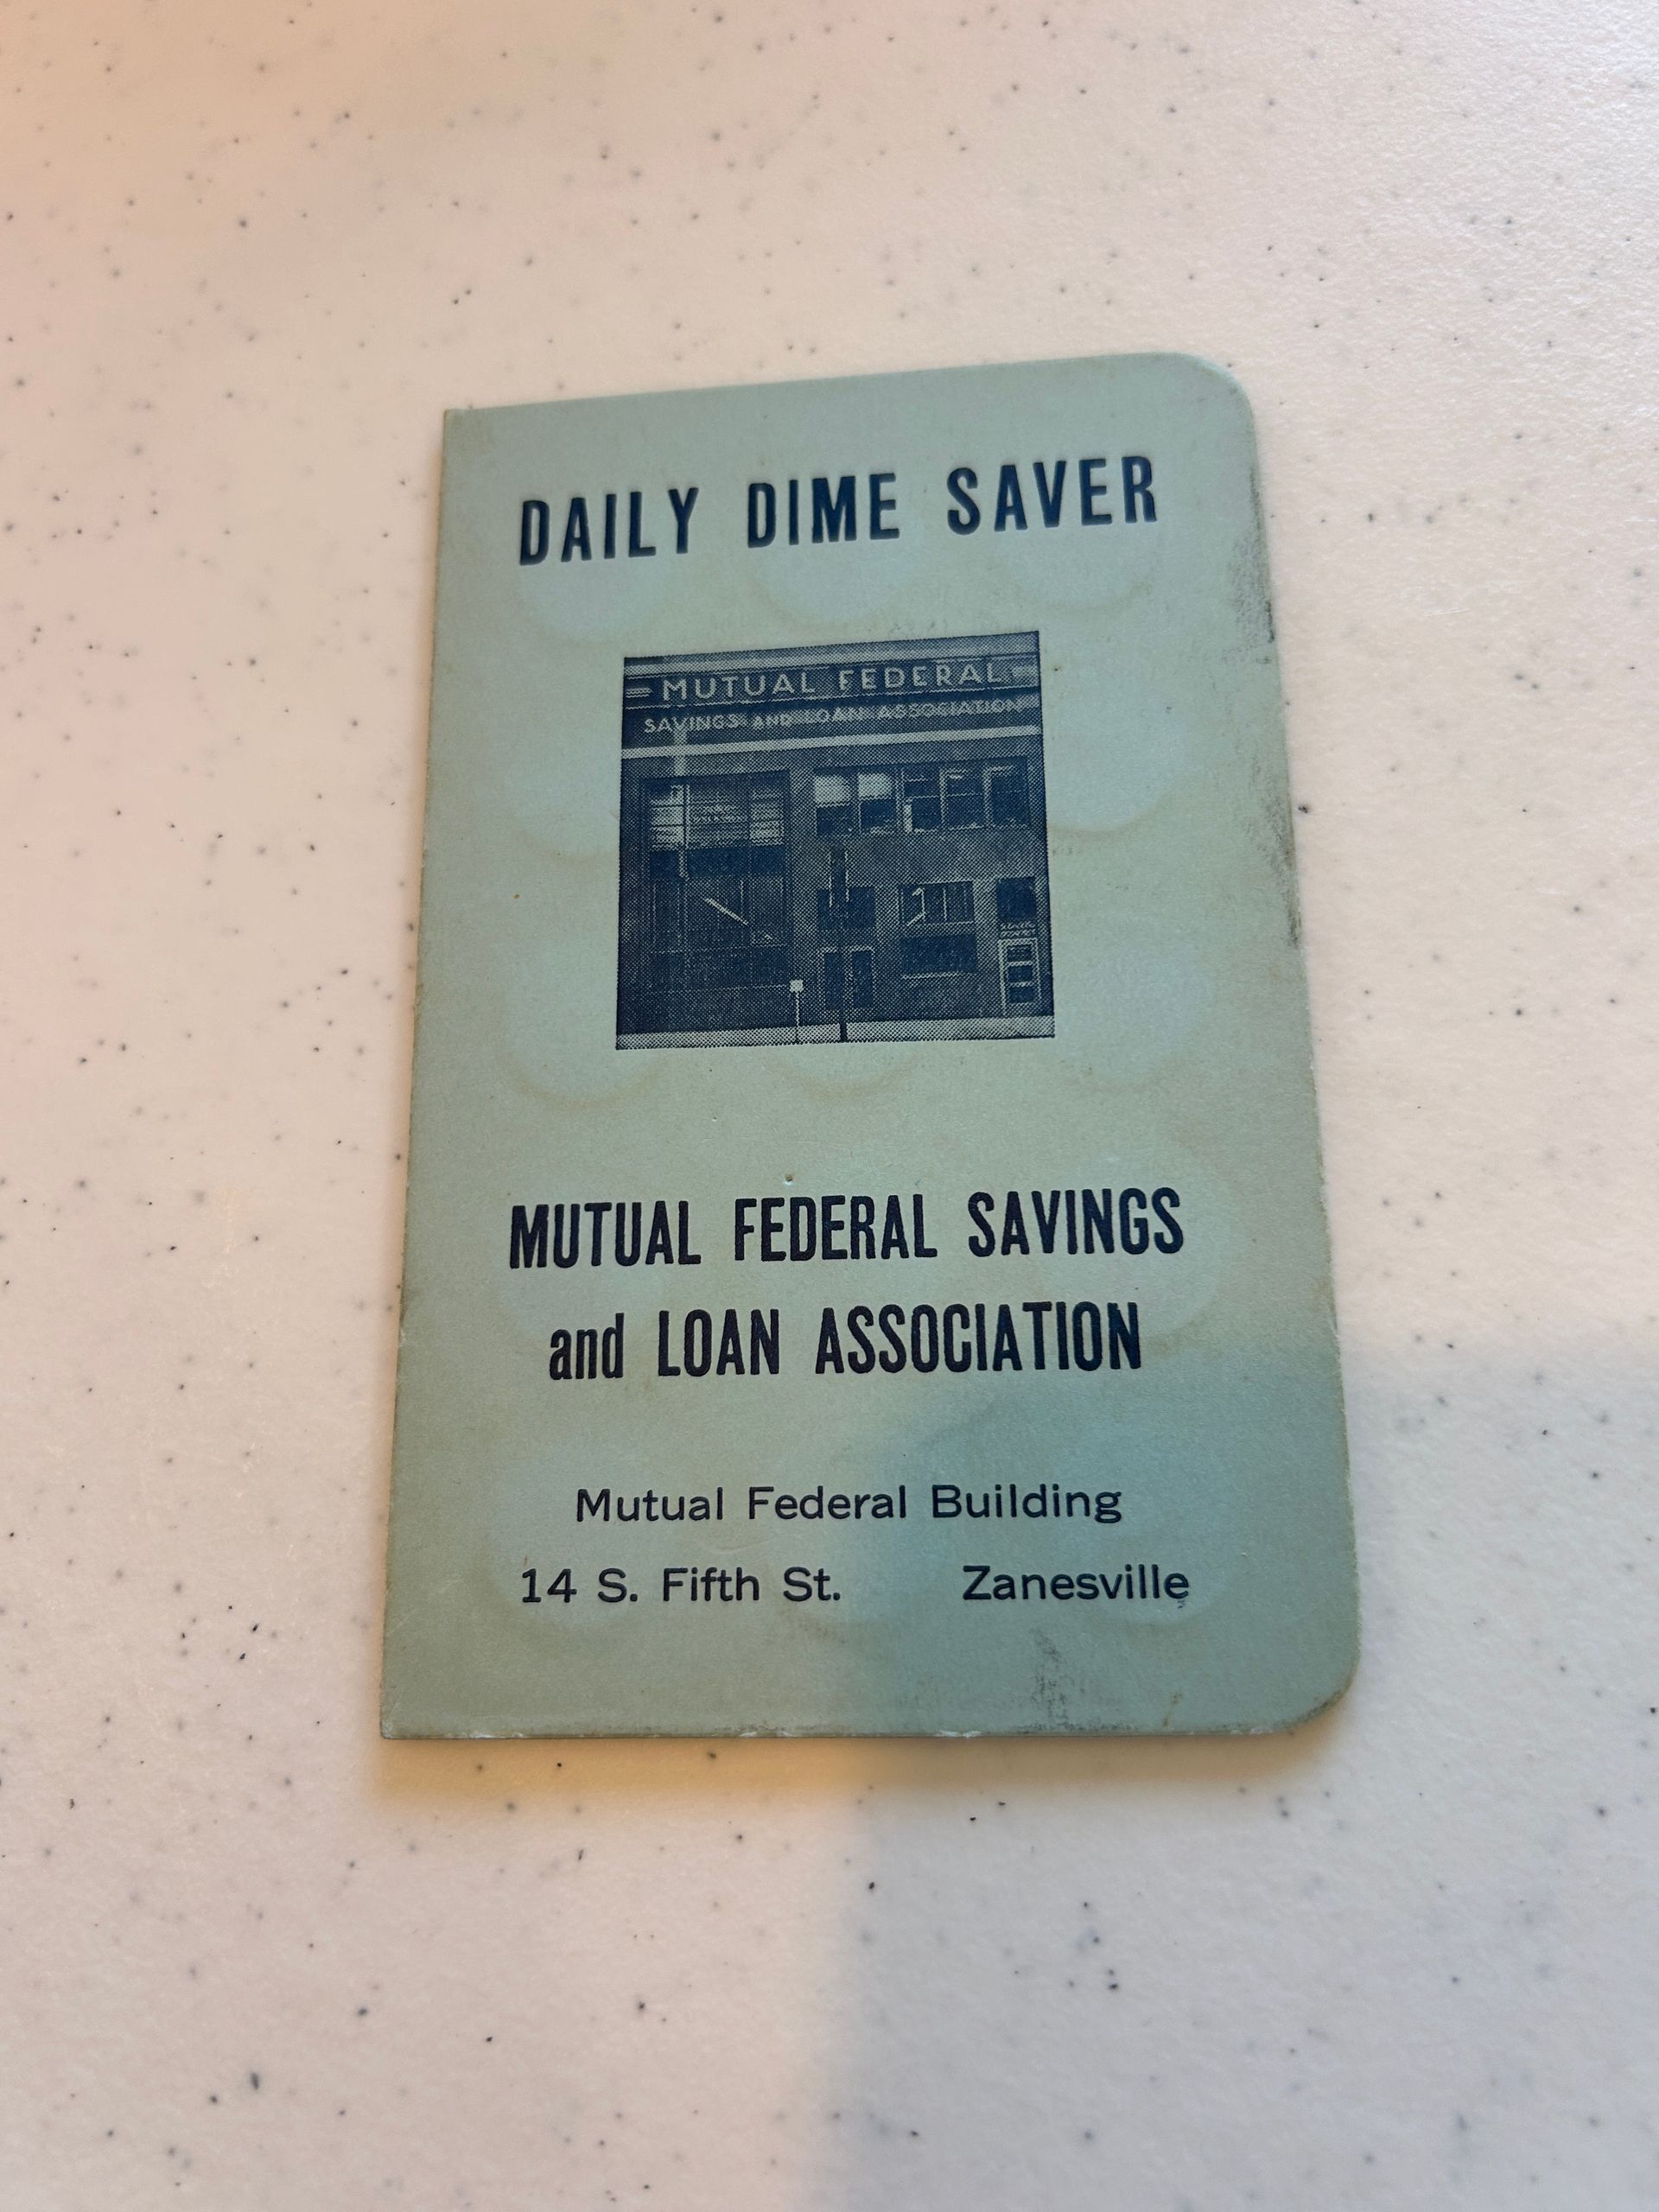 DAILY DIME SAVER
MUTUAL FEDERAL
SAVINGS AND LOAN ASSOCIATION
MUTUAL FEDERAL SAVINGS
and LOAN ASSOCIATION
Mutual Federal Building
14 S. Fifth St. Zanesville